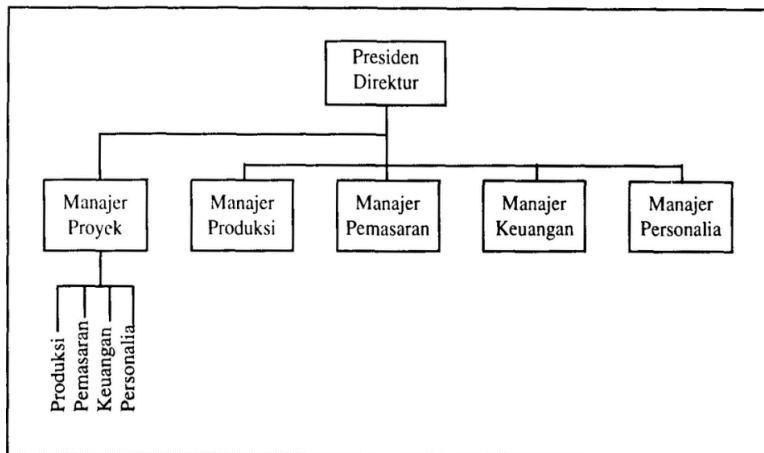 Presiden
Direktur
Manajer
Proyek
Manajer
Produksi
Manajer
Pemasaran
Manajer
Keuangan
Manajer
Personalia
Produksi
Pemasaran
Keuangan
Personalia